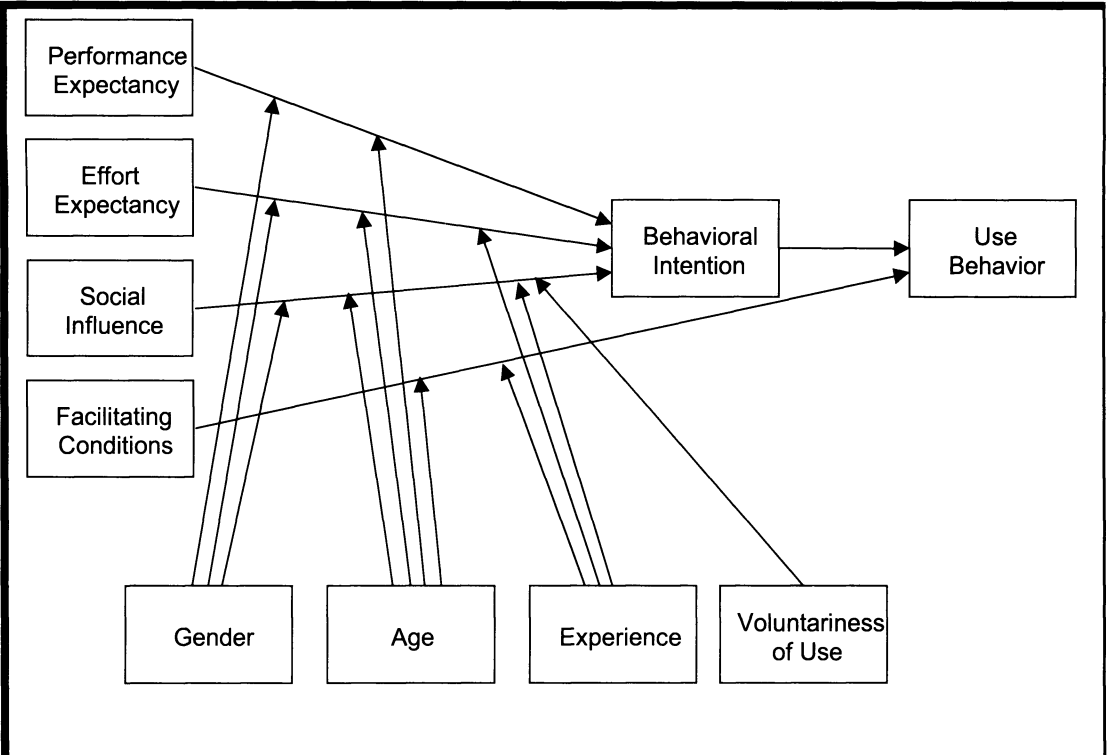 Performance
Expectancy
Effort
Expectancy
Social
Influence
Facilitating
Conditions
Behavioral
Intention
Use
Behavior
Gender
Age
Experience
Voluntariness
of Use